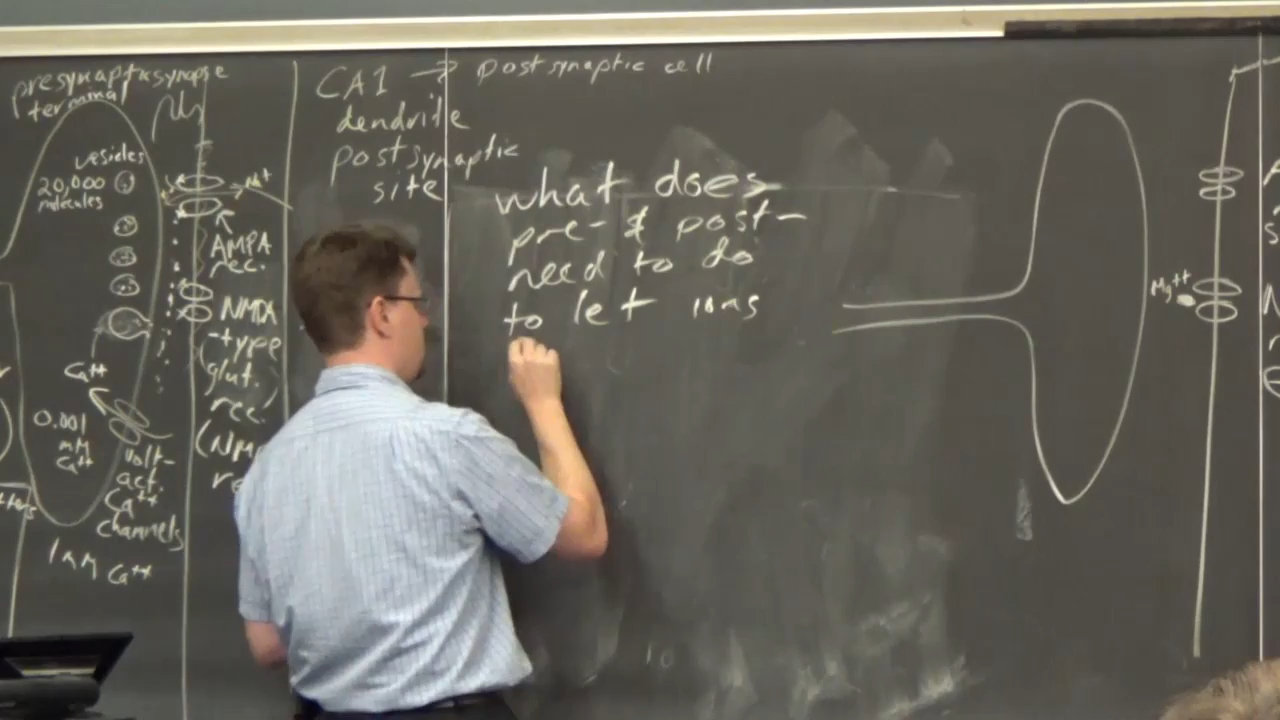 presynaptic synapse
terminal
vesicles
20,000
molecules
Na+
AMPA
rec.
NMDA
-type
glut.
rec.
(NM
Ca++
0.001
mM
Ca++
volt-
act.
Ca++
channels
1 mM Ca++
CA1 → postsynaptic cell
dendrite
postsynaptic
site
what does
pre- & post-
need to do
to let ions
Mg++